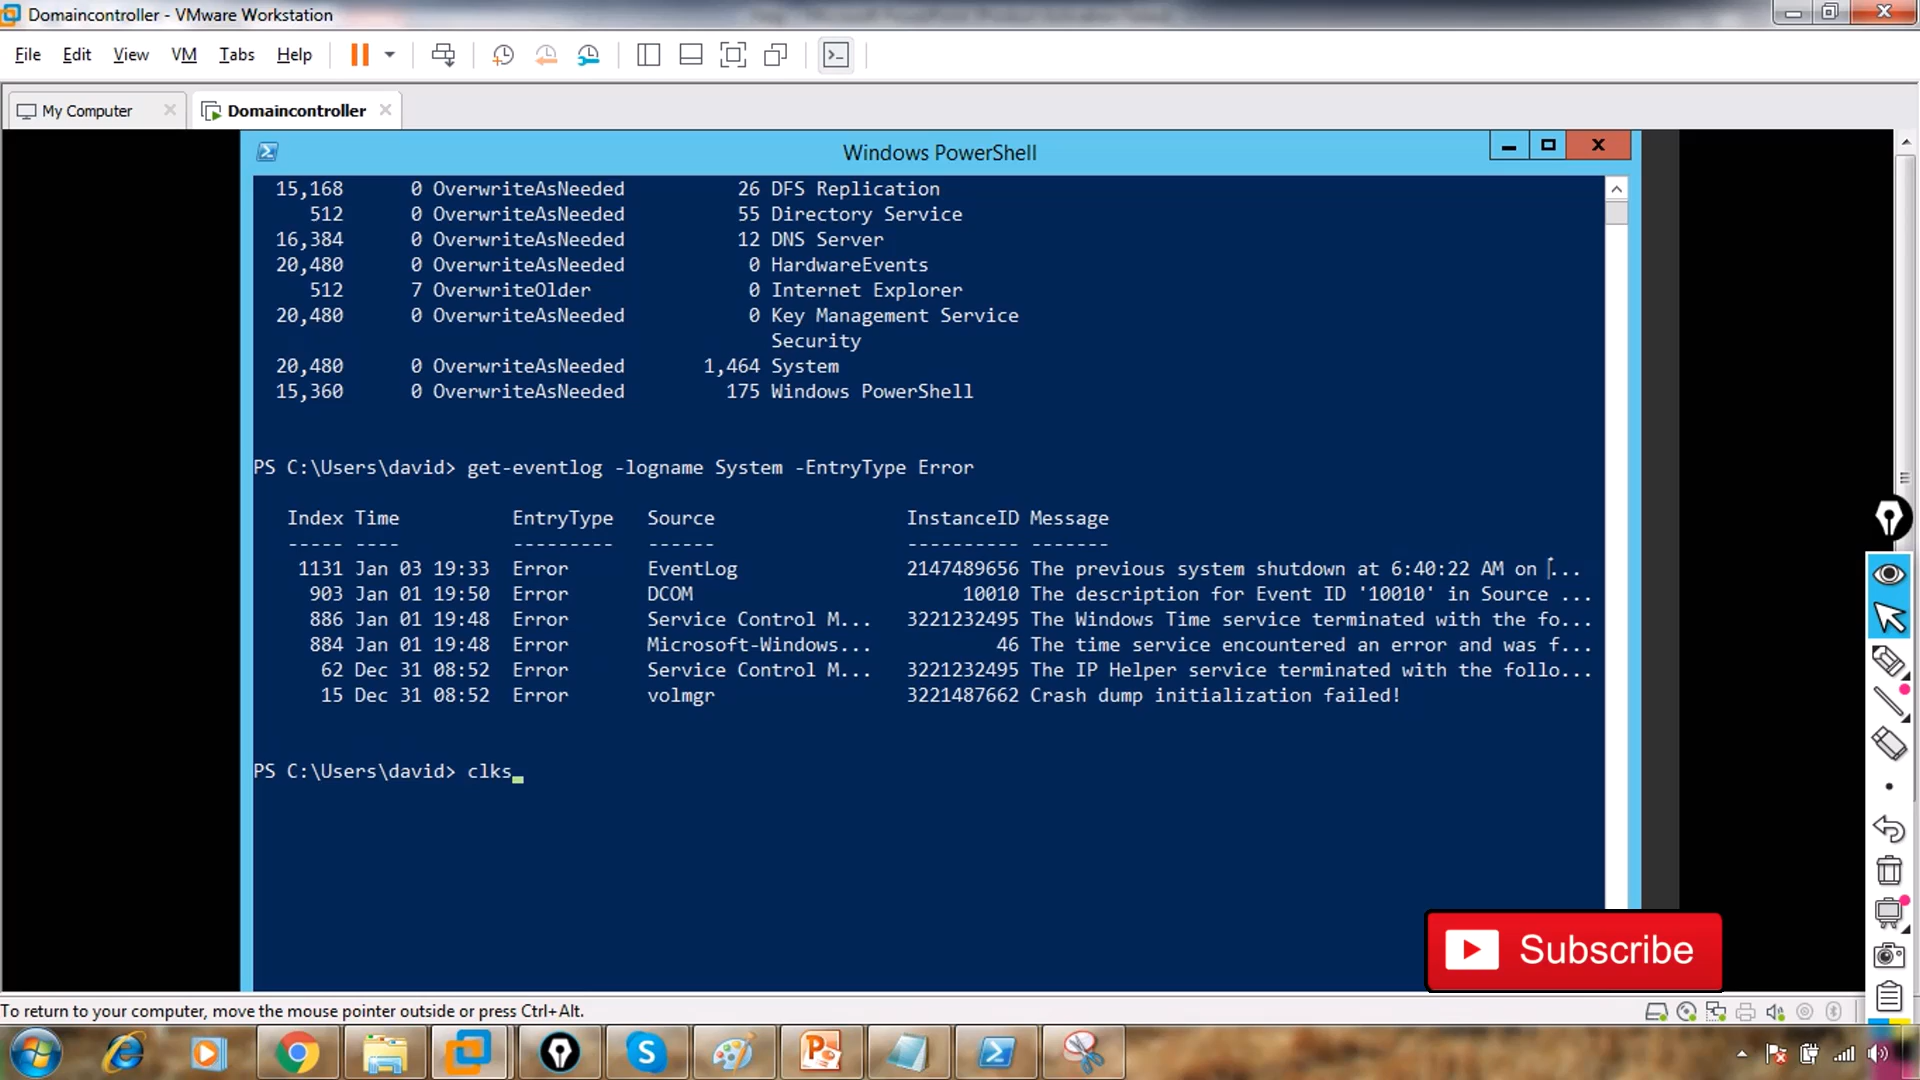 Domaincontroller - VMware Workstation
File Edit View VM Tabs Help
My Computer Domaincontroller
Windows PowerShell
15,168 0 OverwriteAsNeeded 26 DFS Replication
512 0 OverwriteAsNeeded 55 Directory Service
16,384 0 OverwriteAsNeeded 12 DNS Server
20,480 0 OverwriteAsNeeded 0 HardwareEvents
512 7 OverwriteOlder 0 Internet Explorer
20,480 0 OverwriteAsNeeded 0 Key Management Service
Security
20,480 0 OverwriteAsNeeded 1,464 System
15,360 0 OverwriteAsNeeded 175 Windows PowerShell
PS C:\Users\david> get-eventlog -logname System -EntryType Error
Index Time EntryType Source InstanceID Message
----- ---- --------- ------ ---------- -------
1131 Jan 03 19:33 Error EventLog 2147489656 The previous system shutdown at 6:40:22 AM on ...
903 Jan 01 19:50 Error DCOM 10010 The description for Event ID '10010' in Source ...
886 Jan 01 19:48 Error Service Control M... 3221232495 The Windows Time service terminated with the fo...
884 Jan 01 19:48 Error Microsoft-Windows... 46 The time service encountered an error and was f...
62 Dec 31 08:52 Error Service Control M... 3221232495 The IP Helper service terminated with the follo...
15 Dec 31 08:52 Error volmgr 3221487662 Crash dump initialization failed!
PS C:\Users\david> clks_
Subscribe
To return to your computer, move the mouse pointer outside or press Ctrl+Alt.